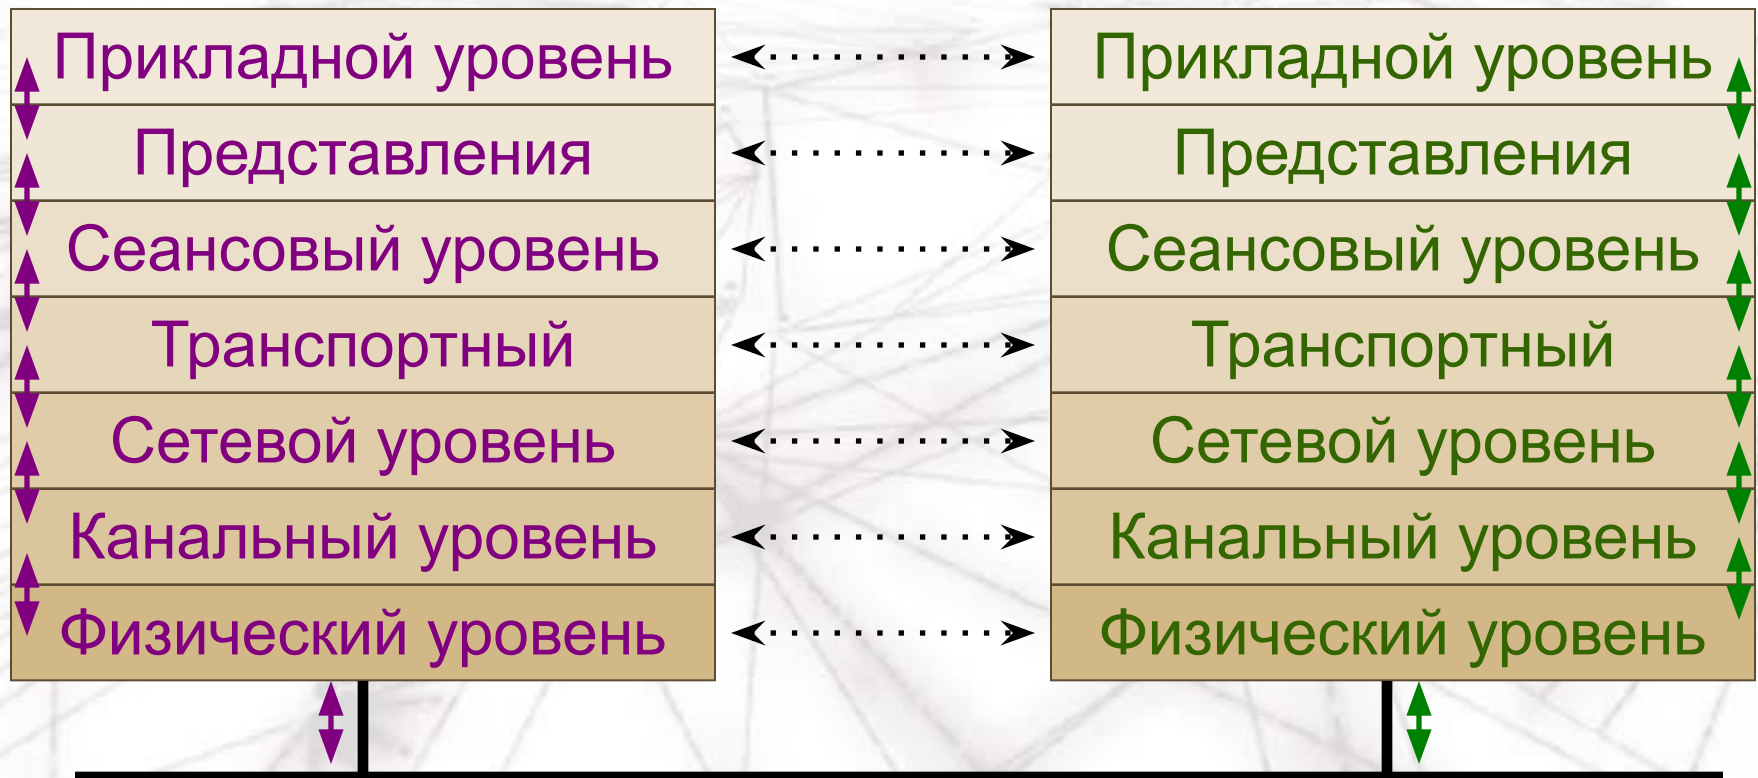 Прикладной уровень
Представления
Сеансовый уровень
Транспортный
Сетевой уровень
Канальный уровень
Физический уровень
Прикладной уровень
Представления
Сеансовый уровень
Транспортный
Сетевой уровень
Канальный уровень
Физический уровень